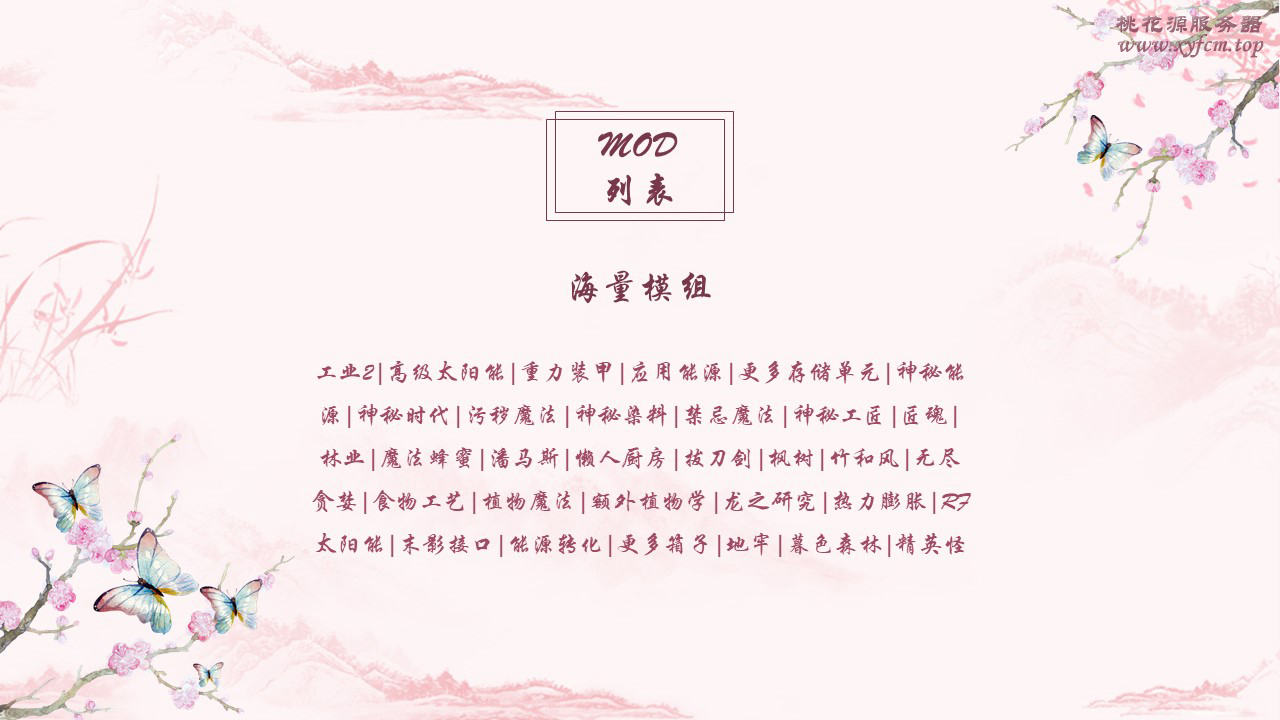 桃花源服务器
www.xyfcm.top
MOD
列表
海量模组
工业2|高级太阳能|重力装甲|应用能源|更多存储单元|神秘能
源|神秘时代|污秽魔法|神秘染料|禁忌魔法|神秘工匠|匠魂|
林业|魔法蜂蜜|潘马斯|懒人厨房|拔刀剑|枫树|竹和风|无尽
贪婪|食物工艺|植物魔法|额外植物学|龙之研究|热力膨胀|RF
太阳能|末影接口|能源转化|更多箱子|地牢|暮色森林|精英怪